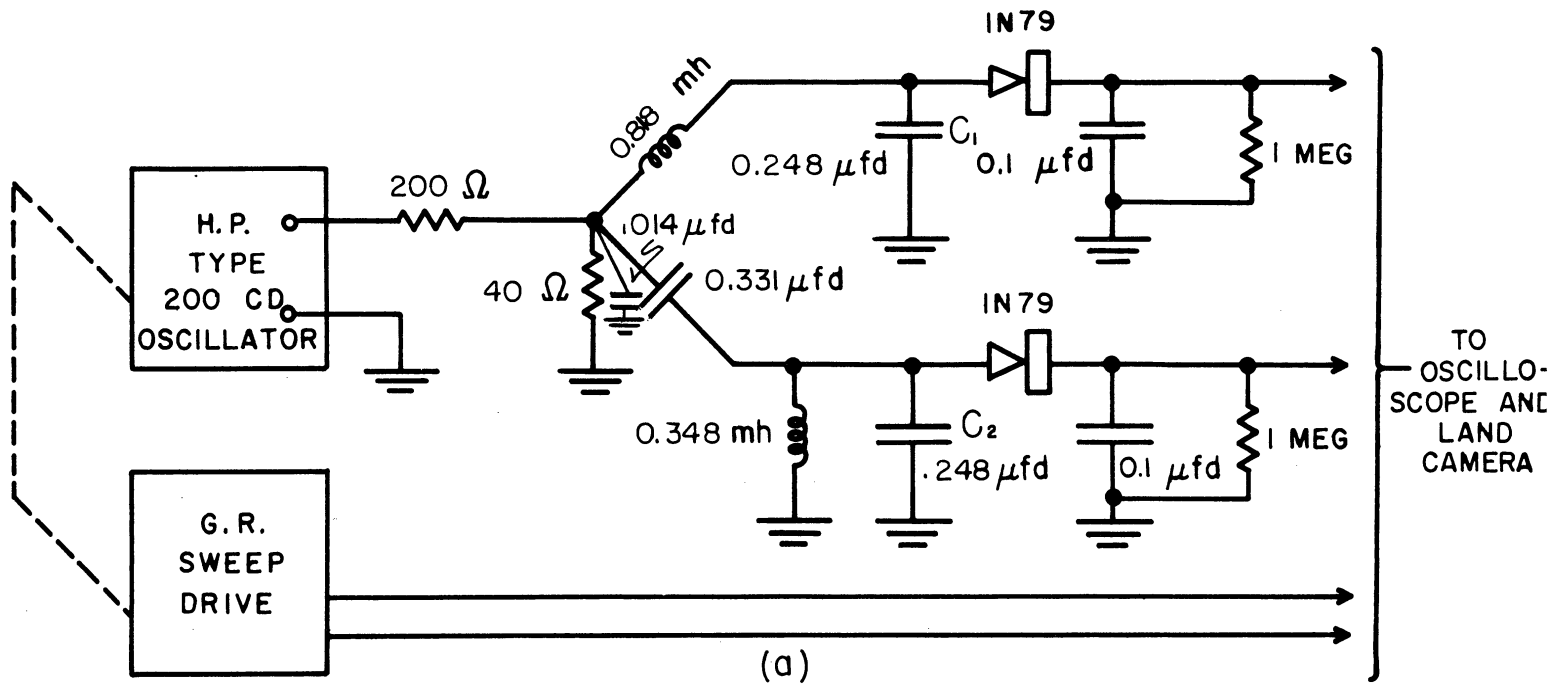 IN79
0.818 mh
C₁
0.248 μfd
0.1 μfd
1 MEG
200 Ω
H.P.
TYPE
200 CD
OSCILLATOR
.014 μfd
40 Ω
0.331 μfd
IN79
TO
OSCILLO-
SCOPE AND
LAND
CAMERA
0.348 mh
C₂
.248 μfd
0.1 μfd
1 MEG
G.R.
SWEEP
DRIVE
(a)